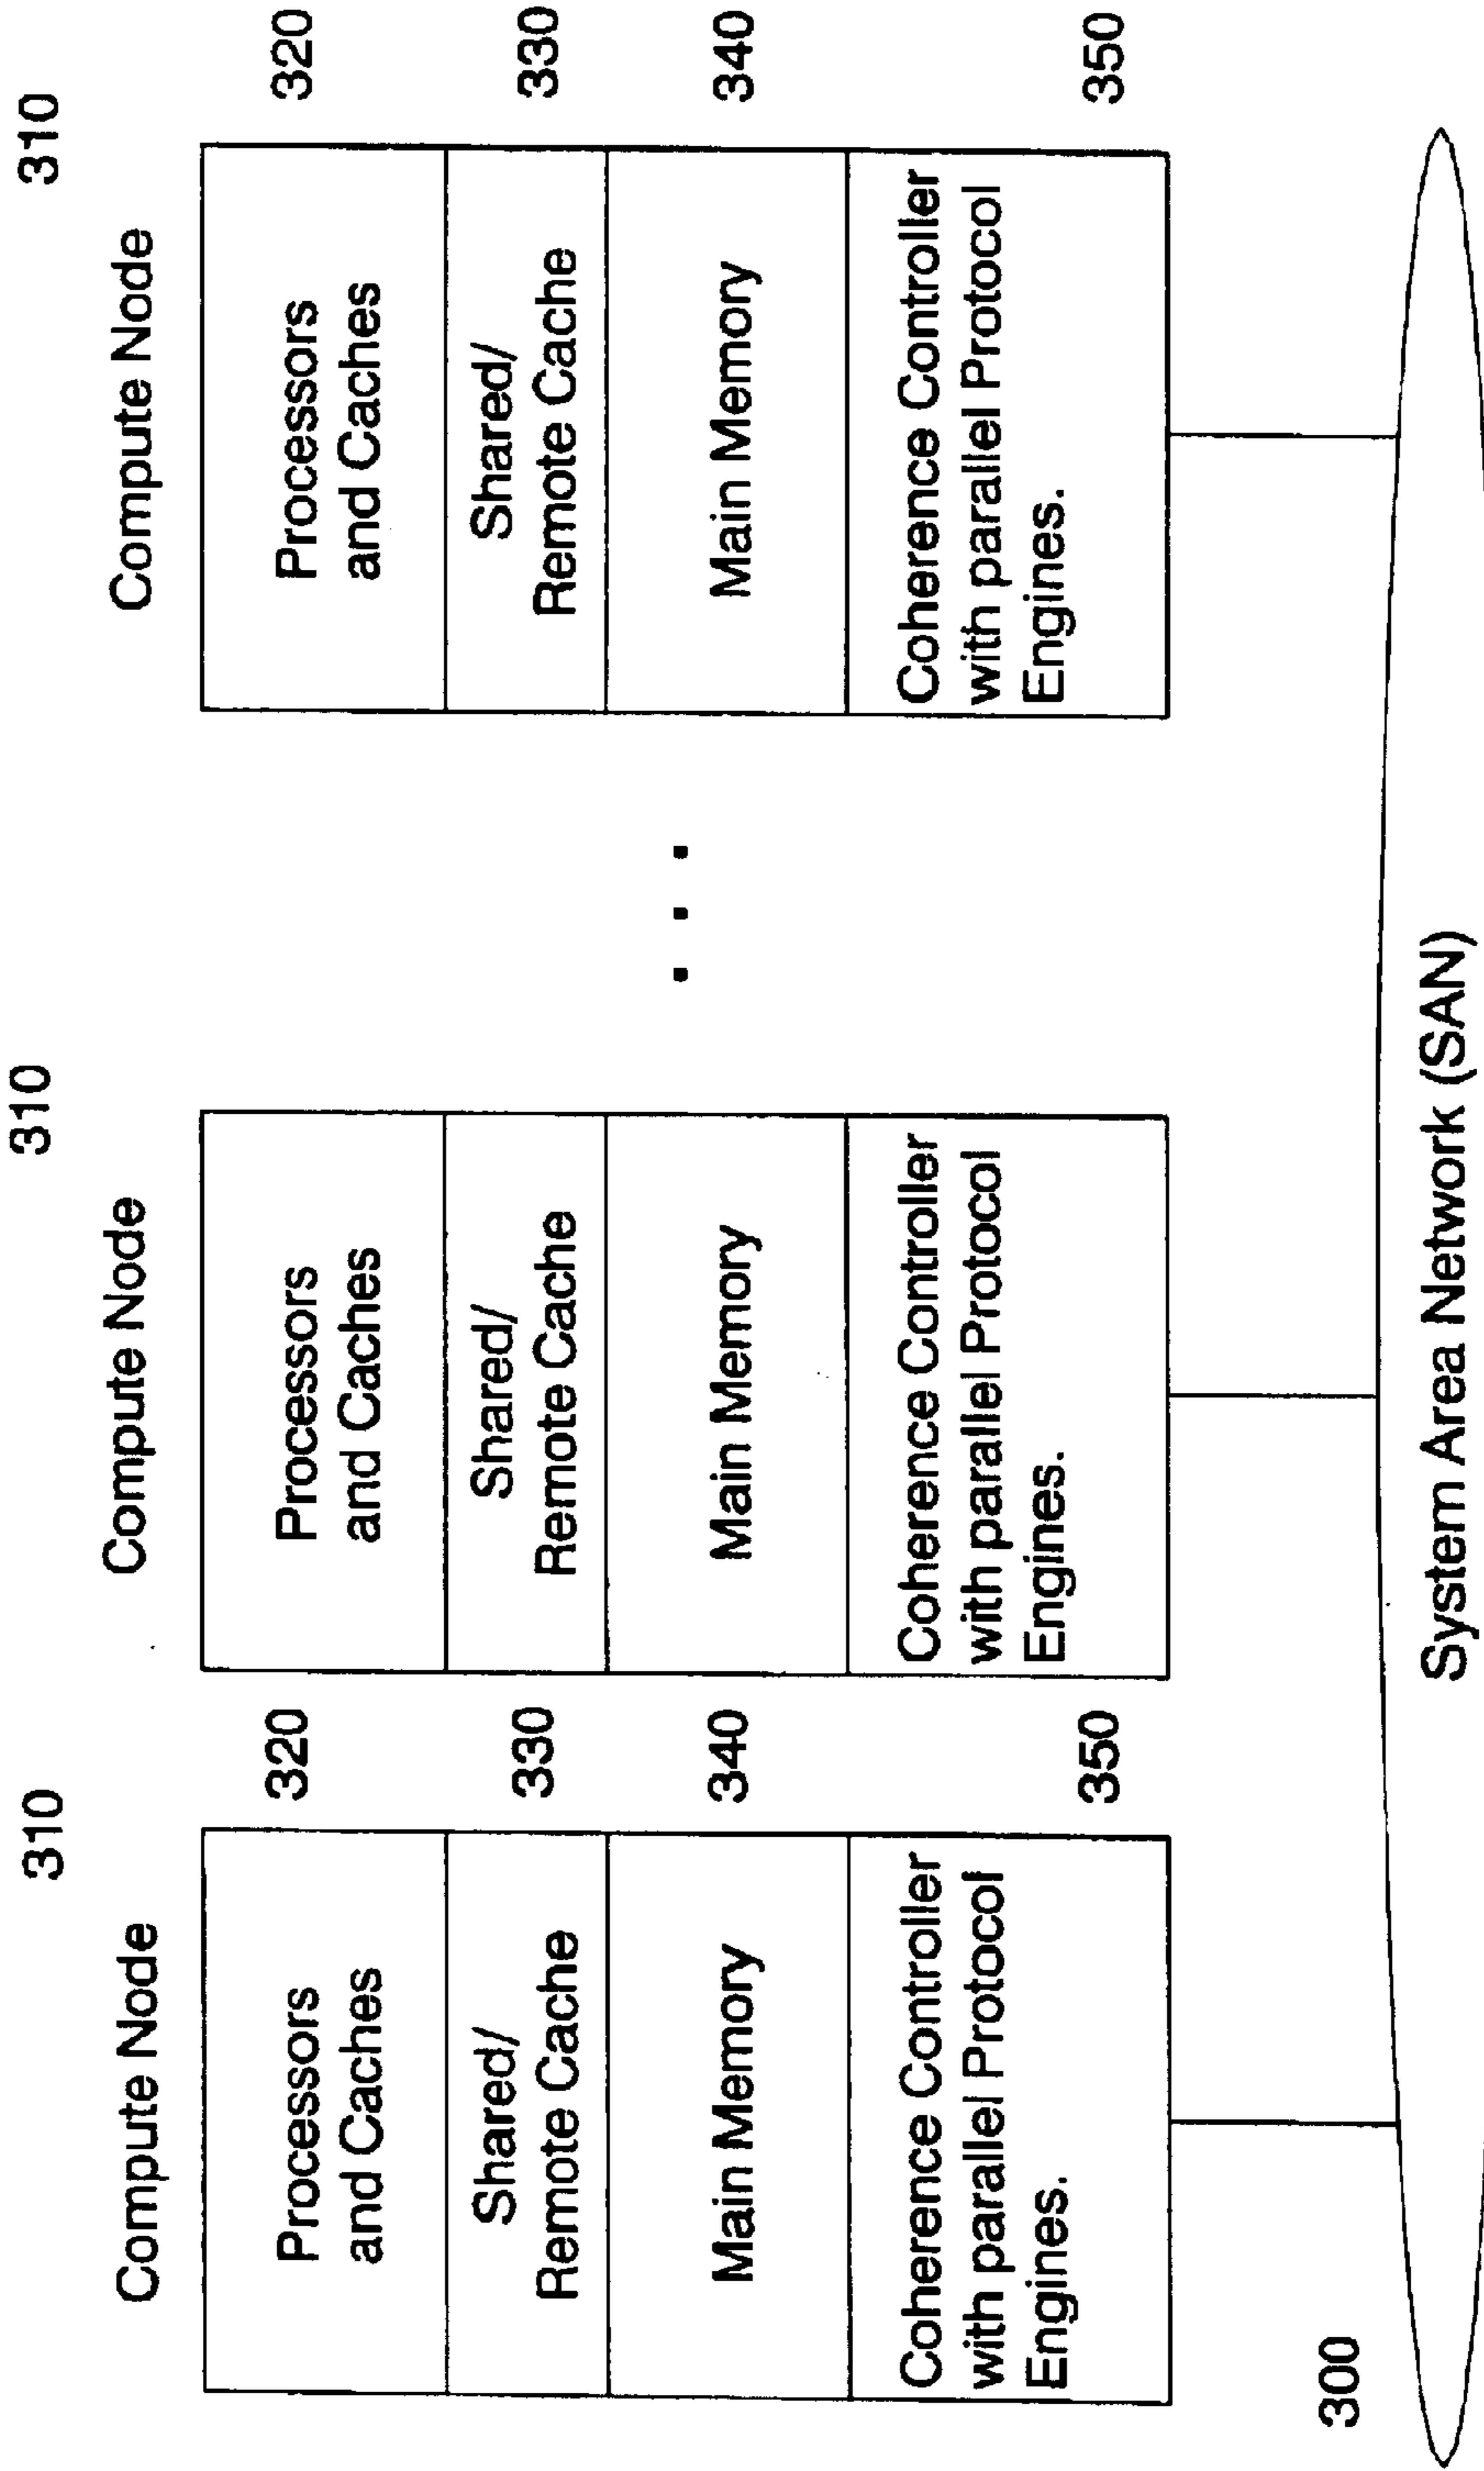 310
310
310
Compute Node
Compute Node
Compute Node
Processors
and Caches
320
Processors
and Caches
Processors
and Caches
320
Shared/
Remote Cache
330
Shared/
Remote Cache
Shared/
Remote Cache
330
Main Memory
340
Main Memory
Main Memory
340
Coherence Controller
with parallel Protocol
Engines.
350
Coherence Controller
with parallel Protocol
Engines.
Coherence Controller
with parallel Protocol
Engines.
350
. . .
300
System Area Network (SAN)